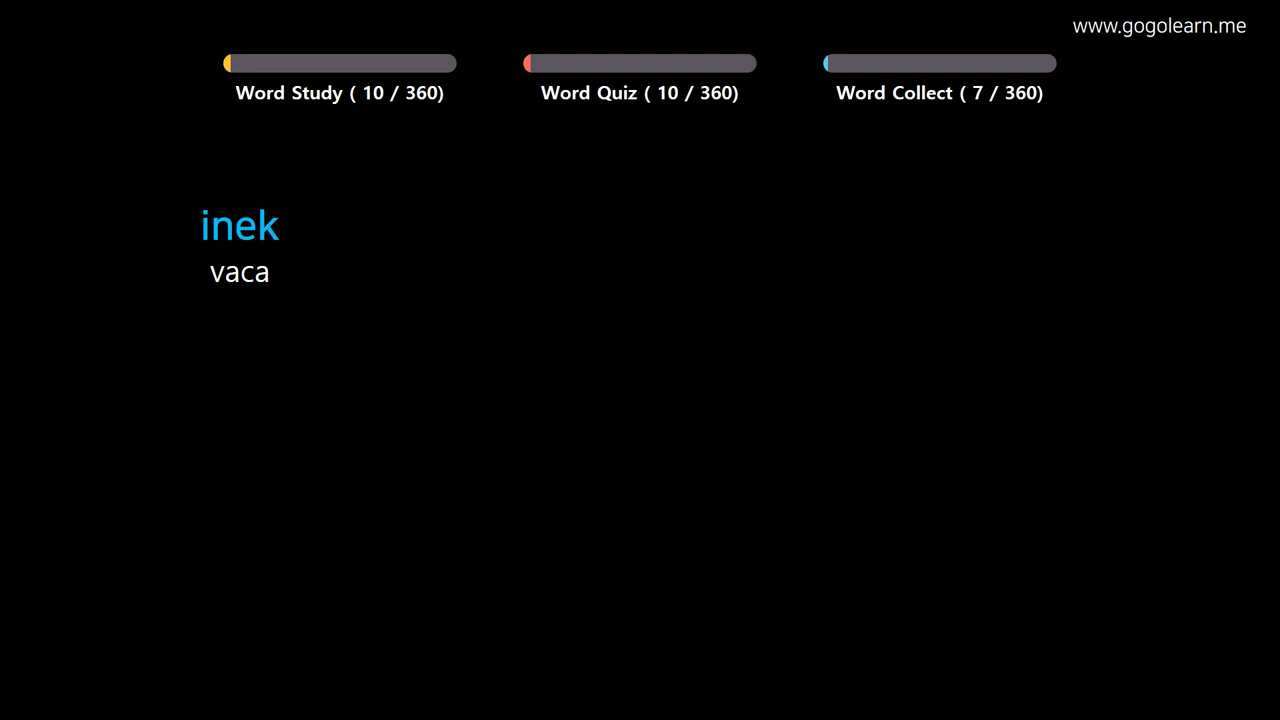 www.gogolearn.me
Word Study ( 10 / 360)
Word Quiz ( 10 / 360)
Word Collect ( 7 / 360)
inek
vaca